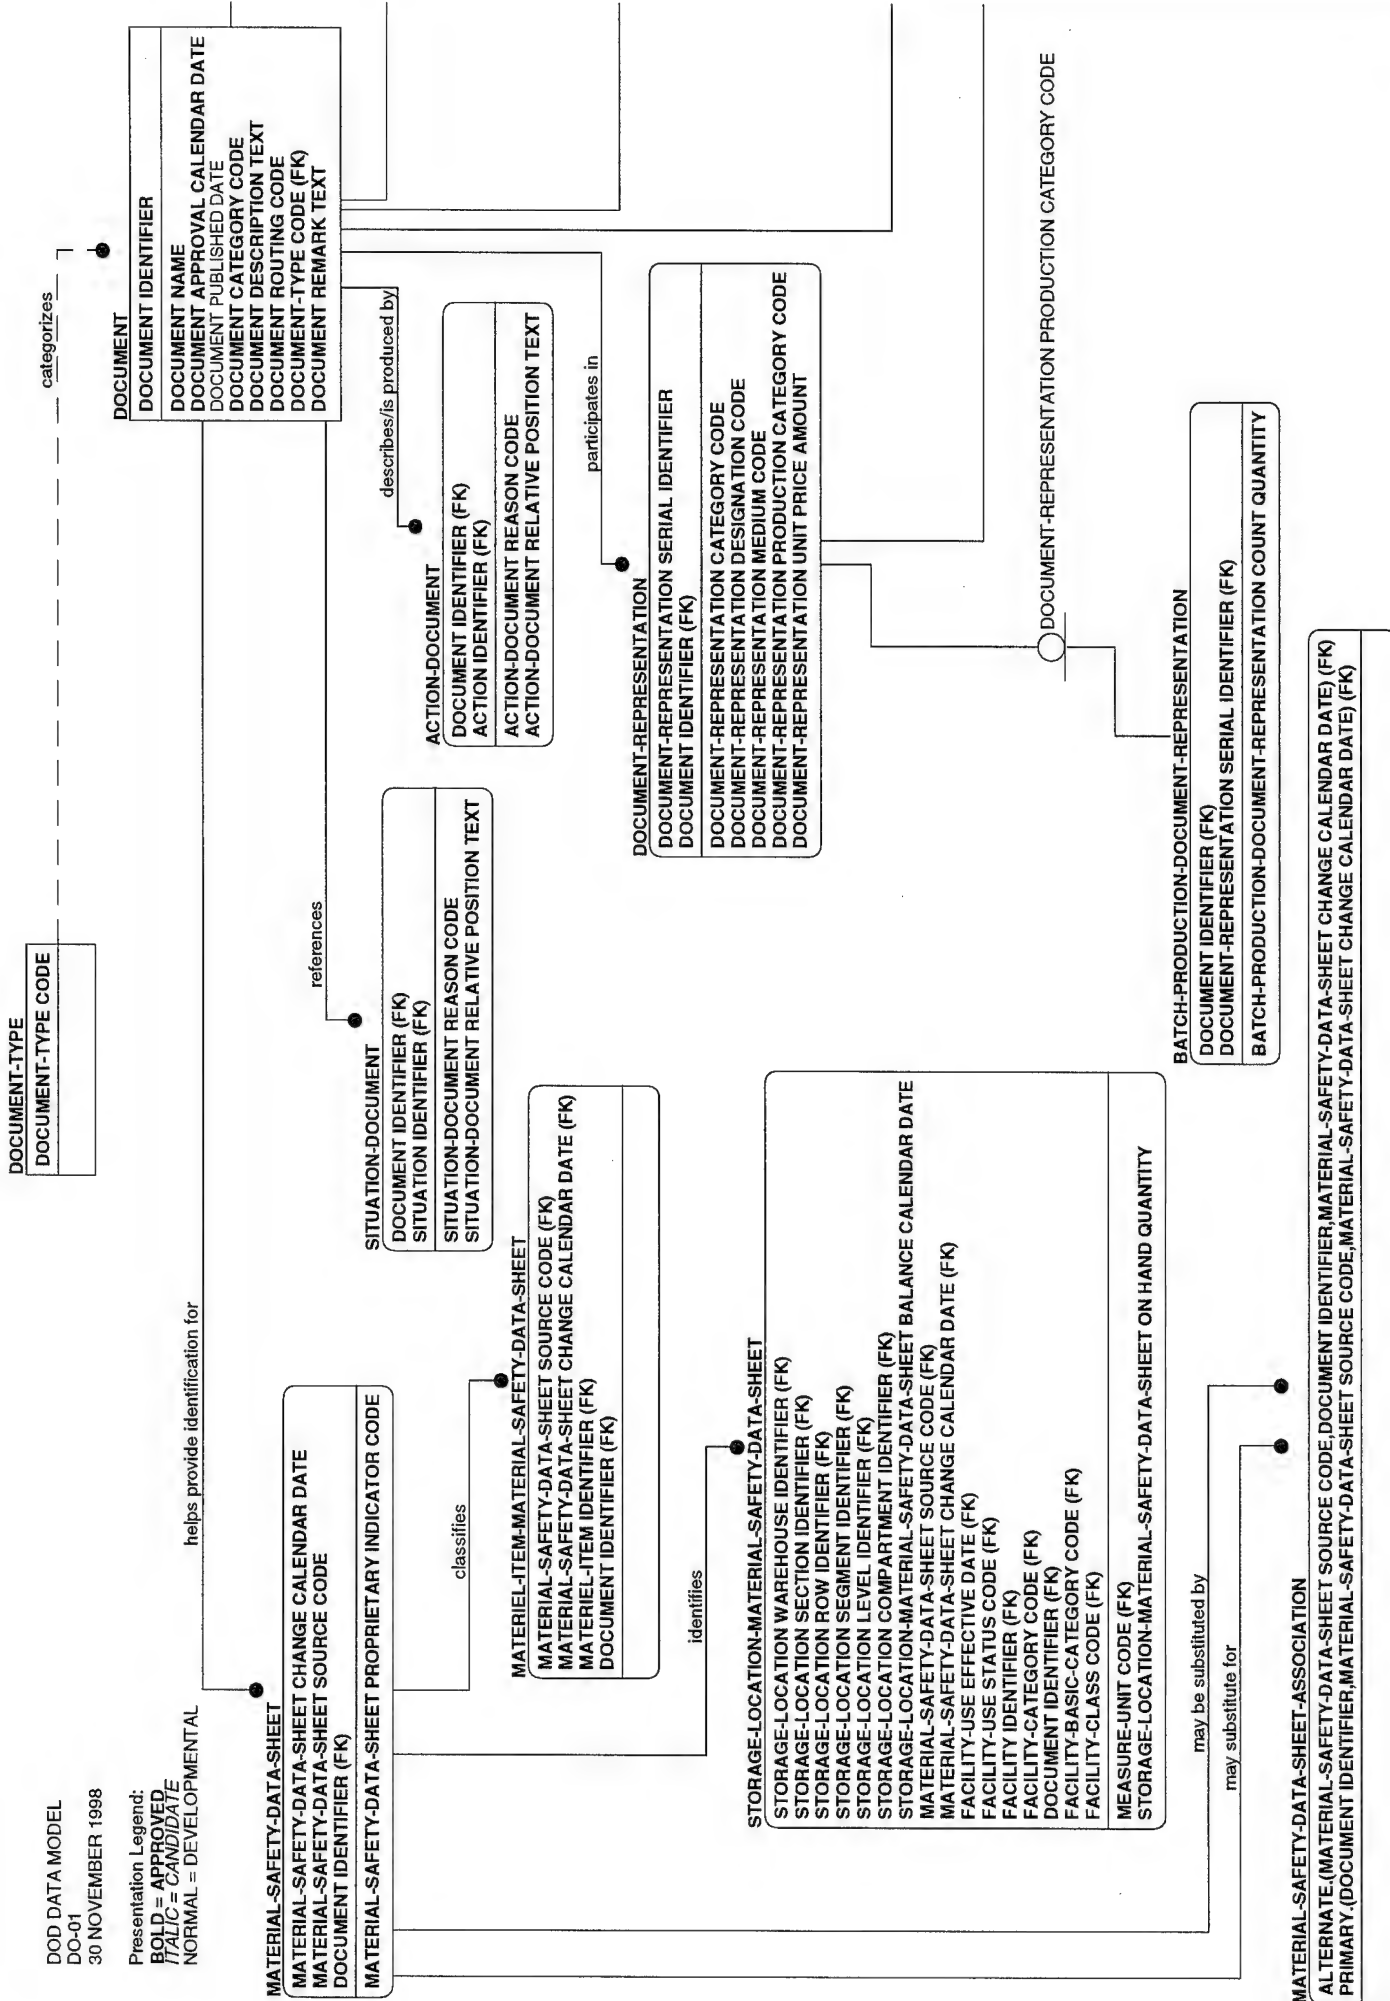 DOD DATA MODEL
DO-01
30 NOVEMBER 1998
Presentation Legend:
BOLD = APPROVED
ITALIC = CANDIDATE
NORMAL = DEVELOPMENTAL
DOCUMENT-TYPE
DOCUMENT-TYPE CODE
categorizes
DOCUMENT
DOCUMENT IDENTIFIER
DOCUMENT NAME
DOCUMENT APPROVAL CALENDAR DATE
DOCUMENT PUBLISHED DATE
DOCUMENT CATEGORY CODE
DOCUMENT DESCRIPTION TEXT
DOCUMENT ROUTING CODE
DOCUMENT-TYPE CODE (FK)
DOCUMENT REMARK TEXT
helps provide identification for
MATERIAL-SAFETY-DATA-SHEET
MATERIAL-SAFETY-DATA-SHEET CHANGE CALENDAR DATE
MATERIAL-SAFETY-DATA-SHEET SOURCE CODE
DOCUMENT IDENTIFIER (FK)
MATERIAL-SAFETY-DATA-SHEET PROPRIETARY INDICATOR CODE
references
SITUATION-DOCUMENT
DOCUMENT IDENTIFIER (FK)
SITUATION IDENTIFIER (FK)
SITUATION-DOCUMENT REASON CODE
SITUATION-DOCUMENT RELATIVE POSITION TEXT
describes/is produced by
ACTION-DOCUMENT
DOCUMENT IDENTIFIER (FK)
ACTION IDENTIFIER (FK)
ACTION-DOCUMENT REASON CODE
ACTION-DOCUMENT RELATIVE POSITION TEXT
classifies
MATERIEL-ITEM-MATERIAL-SAFETY-DATA-SHEET
MATERIAL-SAFETY-DATA-SHEET SOURCE CODE (FK)
MATERIAL-SAFETY-DATA-SHEET CHANGE CALENDAR DATE (FK)
MATERIEL-ITEM IDENTIFIER (FK)
DOCUMENT IDENTIFIER (FK)
participates in
DOCUMENT-REPRESENTATION
DOCUMENT-REPRESENTATION SERIAL IDENTIFIER
DOCUMENT IDENTIFIER (FK)
DOCUMENT-REPRESENTATION CATEGORY CODE
DOCUMENT-REPRESENTATION DESIGNATION CODE
DOCUMENT-REPRESENTATION MEDIUM CODE
DOCUMENT-REPRESENTATION PRODUCTION CATEGORY CODE
DOCUMENT-REPRESENTATION UNIT PRICE AMOUNT
identifies
STORAGE-LOCATION-MATERIAL-SAFETY-DATA-SHEET
STORAGE-LOCATION WAREHOUSE IDENTIFIER (FK)
STORAGE-LOCATION SECTION IDENTIFIER (FK)
STORAGE-LOCATION ROW IDENTIFIER (FK)
STORAGE-LOCATION SEGMENT IDENTIFIER (FK)
STORAGE-LOCATION LEVEL IDENTIFIER (FK)
STORAGE-LOCATION COMPARTMENT IDENTIFIER (FK)
STORAGE-LOCATION-MATERIAL-SAFETY-DATA-SHEET BALANCE CALENDAR DATE
MATERIAL-SAFETY-DATA-SHEET SOURCE CODE (FK)
MATERIAL-SAFETY-DATA-SHEET CHANGE CALENDAR DATE (FK)
FACILITY-USE EFFECTIVE DATE (FK)
FACILITY-USE STATUS CODE (FK)
FACILITY IDENTIFIER (FK)
FACILITY-CATEGORY CODE (FK)
DOCUMENT IDENTIFIER (FK)
FACILITY-BASIC-CATEGORY CODE (FK)
FACILITY-CLASS CODE (FK)
MEASURE-UNIT CODE (FK)
STORAGE-LOCATION-MATERIAL-SAFETY-DATA-SHEET ON HAND QUANTITY
DOCUMENT-REPRESENTATION PRODUCTION CATEGORY CODE
BATCH-PRODUCTION-DOCUMENT-REPRESENTATION
DOCUMENT IDENTIFIER (FK)
DOCUMENT-REPRESENTATION SERIAL IDENTIFIER (FK)
BATCH-PRODUCTION-DOCUMENT-REPRESENTATION COUNT QUANTITY
may be substituted by
may substitute for
MATERIAL-SAFETY-DATA-SHEET-ASSOCIATION
ALTERNATE.(MATERIAL-SAFETY-DATA-SHEET SOURCE CODE,DOCUMENT IDENTIFIER,MATERIAL-SAFETY-DATA-SHEET CHANGE CALENDAR DATE) (FK)
PRIMARY.(DOCUMENT IDENTIFIER,MATERIAL-SAFETY-DATA-SHEET SOURCE CODE,MATERIAL-SAFETY-DATA-SHEET CHANGE CALENDAR DATE) (FK)